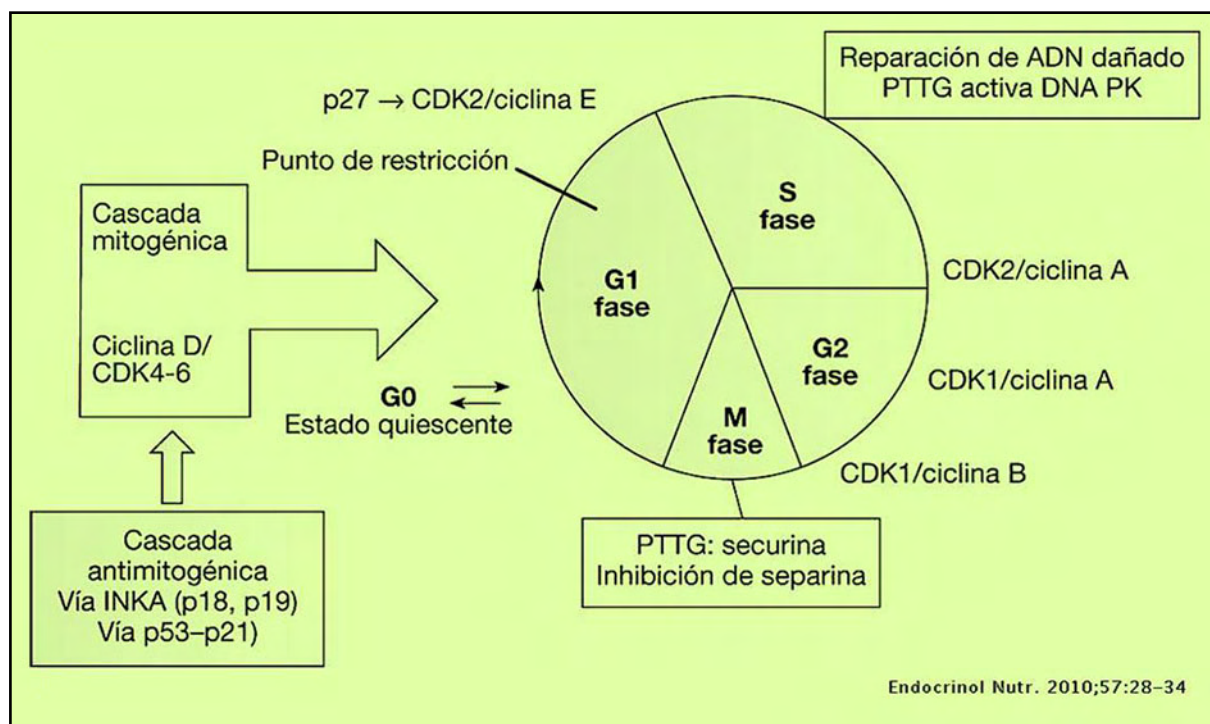 Reparación de ADN dañado
PTTG activa DNA PK
p27 → CDK2/ciclina E
Punto de restricción
Cascada
mitogénica
Ciclina D/
CDK4-6
G0
Estado quiescente
Cascada
antimitogénica
Vía INKA (p18, p19)
Vía p53–p21)
S
fase
G1
fase
G2
fase
M
fase
CDK2/ciclina A
CDK1/ciclina A
CDK1/ciclina B
PTTG: securina
Inhibición de separina
Endocrinol Nutr. 2010;57:28–34